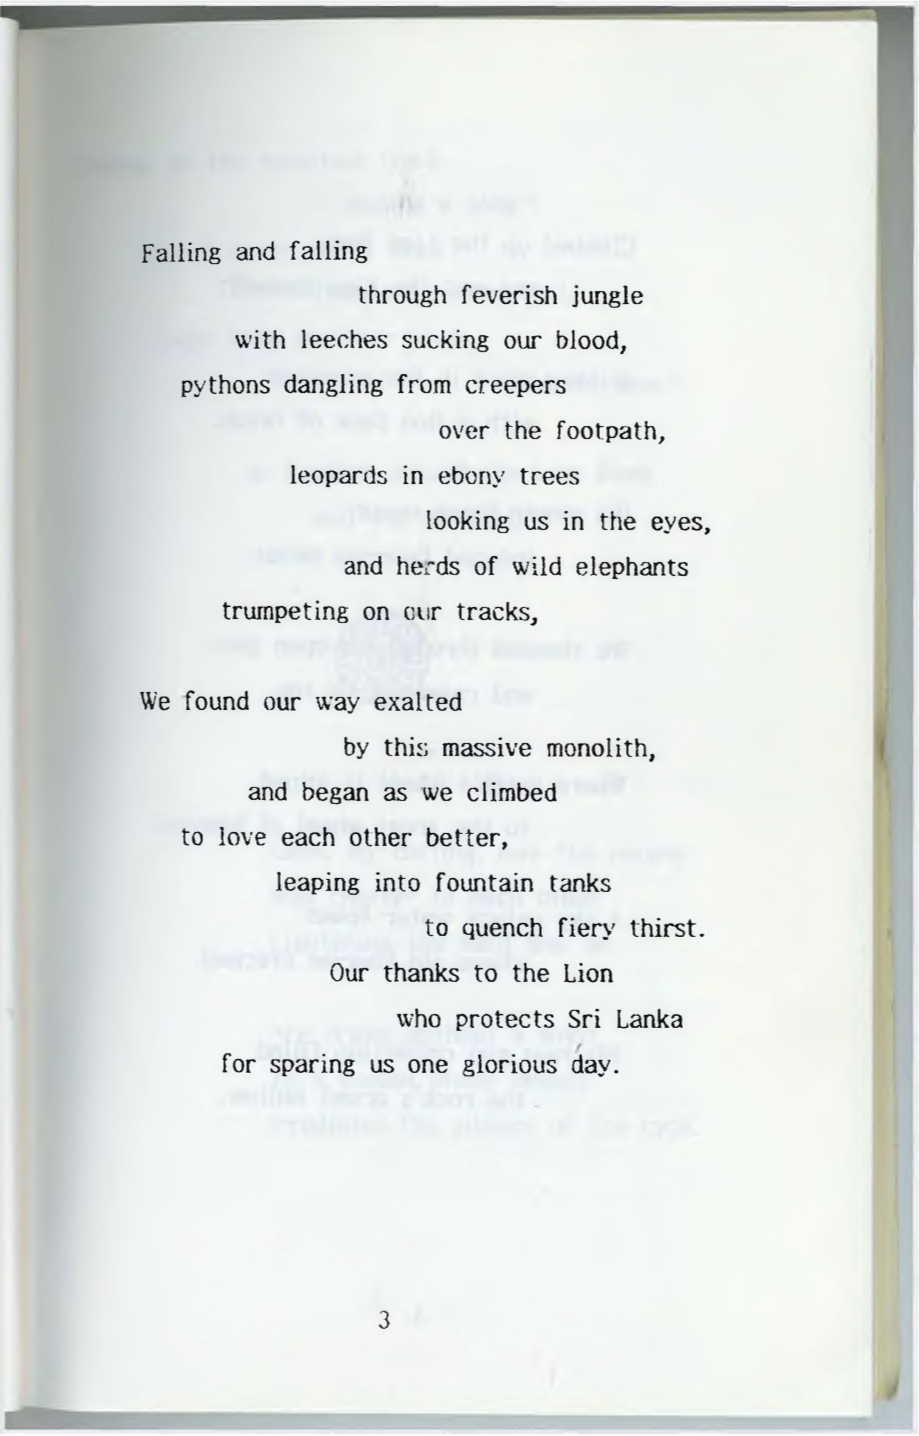 Falling and falling
through feverish jungle
with leeches sucking our blood,
pythons dangling from creepers
over the footpath,
leopards in ebony trees
looking us in the eyes,
and herds of wild elephants
trumpeting on our tracks,
We found our way exalted
by this massive monolith,
and began as we climbed
to love each other better,
leaping into fountain tanks
to quench fiery thirst.
Our thanks to the Lion
who protects Sri Lanka
for sparing us one glorious day.
3